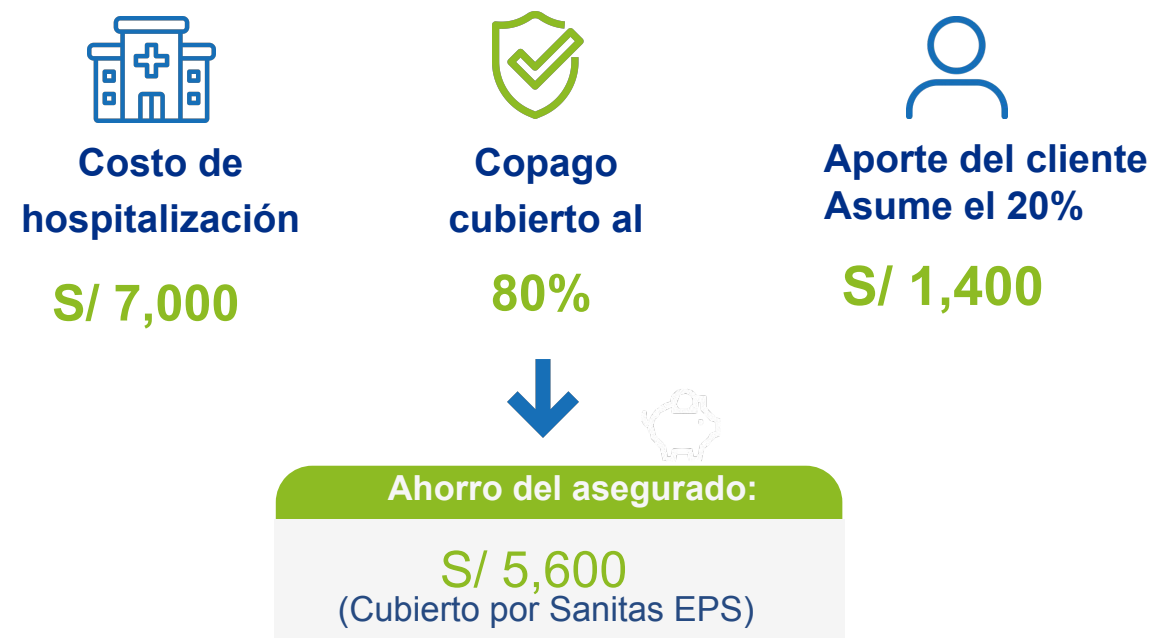 Costo de
hospitalización
S/ 7,000
Copago
cubierto al
80%
Aporte del cliente
Asume el 20%
S/ 1,400
Ahorro del asegurado:
S/ 5,600
(Cubierto por Sanitas EPS)